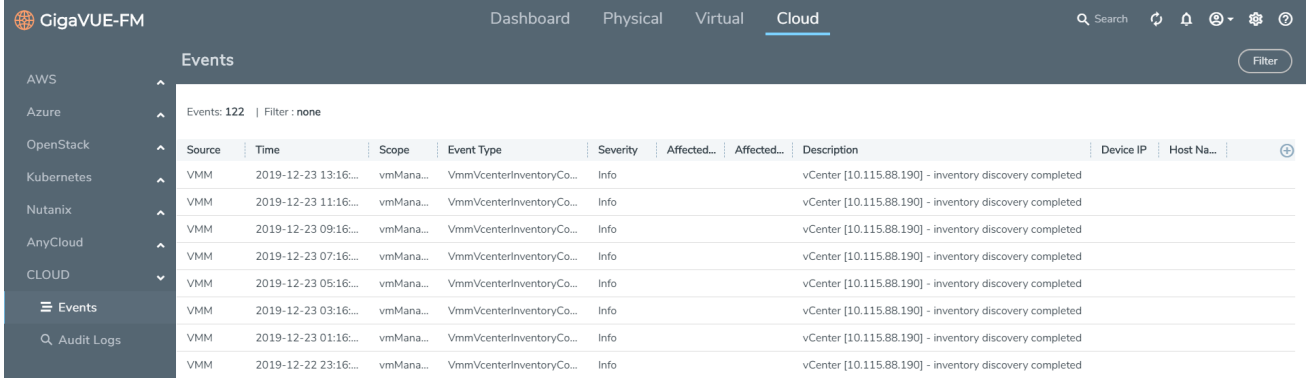 GigaVUE-FM Dashboard Physical Virtual Cloud Search
Events Filter
AWS
Azure
OpenStack
Kubernetes
Nutanix
AnyCloud
CLOUD
Events
Audit Logs
Events: 122 | Filter : none
Source Time Scope Event Type Severity Affected... Affected... Description Device IP Host Na...
VMM 2019-12-23 13:16:... vmMana... VmmVcenterInventoryCo... Info vCenter [10.115.88.190] - inventory discovery completed
VMM 2019-12-23 11:16:... vmMana... VmmVcenterInventoryCo... Info vCenter [10.115.88.190] - inventory discovery completed
VMM 2019-12-23 09:16:... vmMana... VmmVcenterInventoryCo... Info vCenter [10.115.88.190] - inventory discovery completed
VMM 2019-12-23 07:16:... vmMana... VmmVcenterInventoryCo... Info vCenter [10.115.88.190] - inventory discovery completed
VMM 2019-12-23 05:16:... vmMana... VmmVcenterInventoryCo... Info vCenter [10.115.88.190] - inventory discovery completed
VMM 2019-12-23 03:16:... vmMana... VmmVcenterInventoryCo... Info vCenter [10.115.88.190] - inventory discovery completed
VMM 2019-12-23 01:16:... vmMana... VmmVcenterInventoryCo... Info vCenter [10.115.88.190] - inventory discovery completed
VMM 2019-12-22 23:16:... vmMana... VmmVcenterInventoryCo... Info vCenter [10.115.88.190] - inventory discovery completed